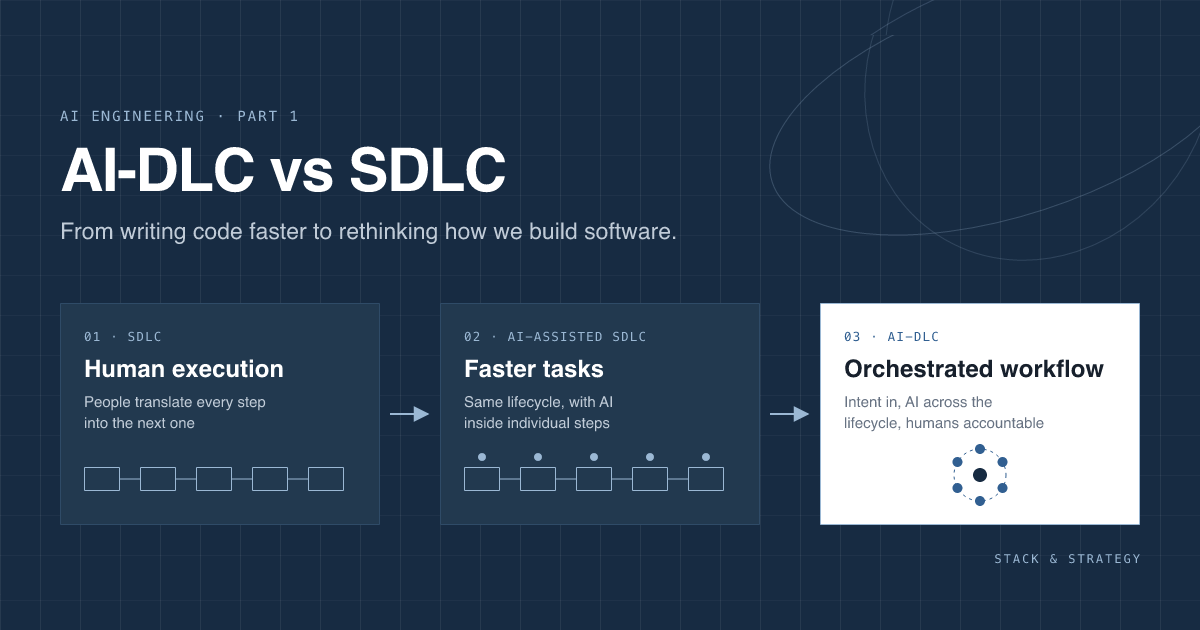 AI ENGINEERING · PART 1
AI-DLC vs SDLC
From writing code faster to rethinking how we build software.
01 · SDLC
Human execution
People translate every step
into the next one
02 · AI-ASSISTED SDLC
Faster tasks
Same lifecycle, with AI
inside individual steps
03 · AI-DLC
Orchestrated workflow
Intent in, AI across the
lifecycle, humans accountable
STACK & STRATEGY